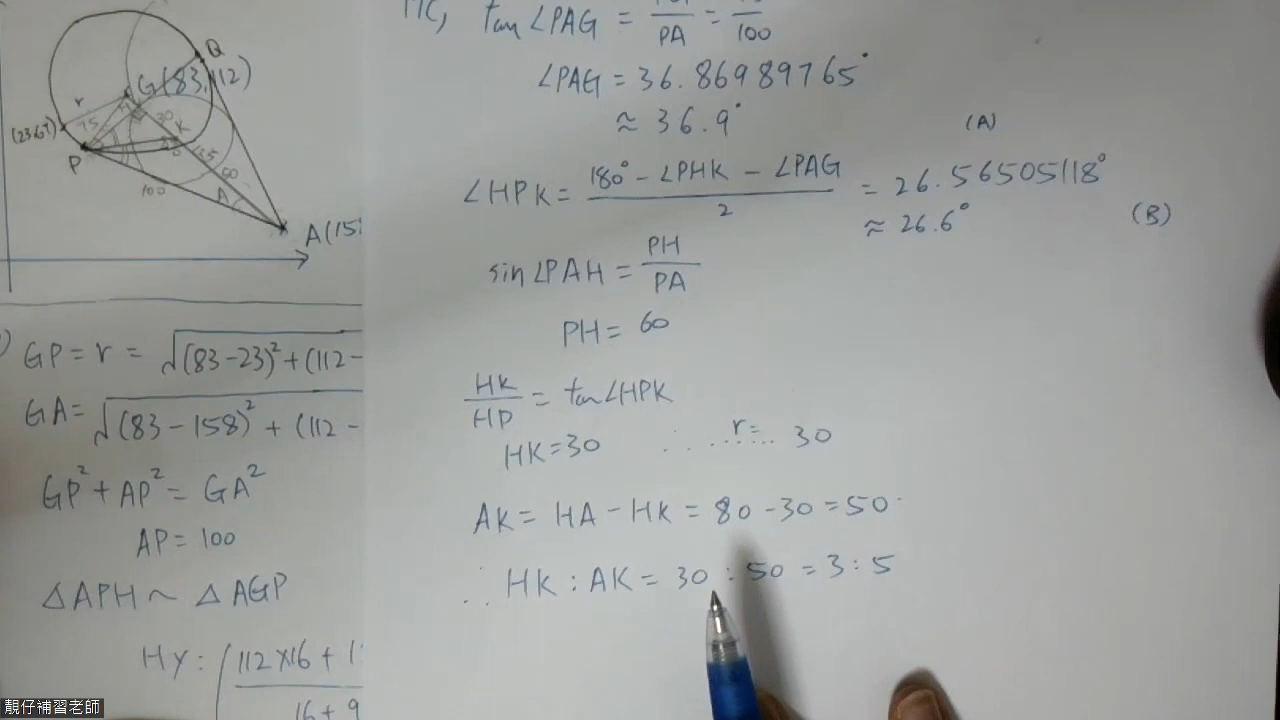 tan∠PAG = ―/PA = ―/100
∠PAG = 36.86989765°
≈ 36.9°
(A)
∠HPK = (180° - ∠PHK - ∠PAG)/2 = 26.56505118°
≈ 26.6°
(B)
sin∠PAH = PH/PA
PH = 60
HK/HP = tan∠HPK
HK = 30 r = 30
AK = HA - HK = 80 - 30 = 50
∴ HK : AK = 30 : 50 = 3 : 5
Q
G(83,112)
r
(23,67)
75
30
K
P
125
50
100
A
A(15
GP = r = √(83-23)²+(112-
GA = √(83-158)²+(112-
GP²+AP² = GA²
AP = 100
△APH ~ △AGP
Hy: (112×16+1
16+9
靚仔補習老師